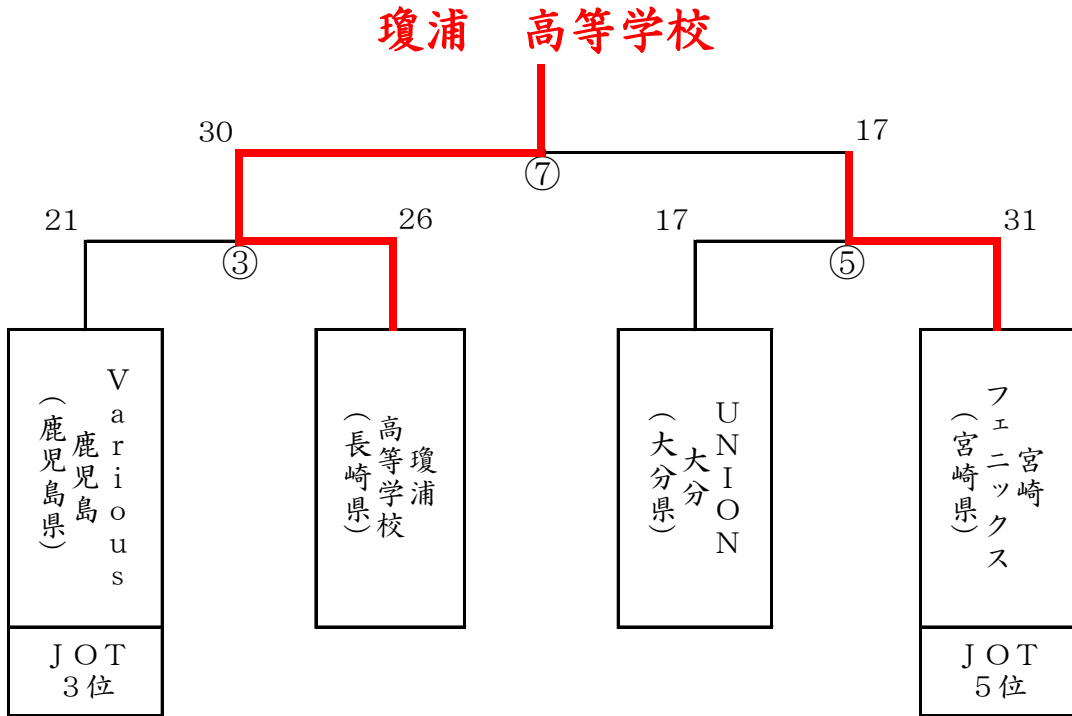 瓊浦　高等学校
30
17
⑦
21
26
17
31
③
⑤
Various
鹿児島
(鹿児島県)
瓊浦
高等学校
(長崎県)
UNION
大分
(大分県)
宮崎
フェニックス
(宮崎県)
JOT
3位
JOT
5位